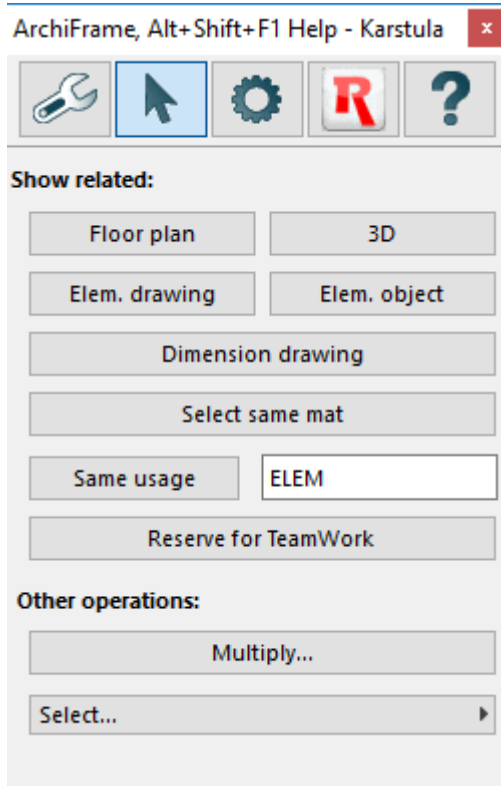 ArchiFrame, Alt+Shift+F1 Help - Karstula x
R ?
Show related:
Floor plan 3D
Elem. drawing Elem. object
Dimension drawing
Select same mat
Same usage ELEM
Reserve for TeamWork
Other operations:
Multiply...
Select...